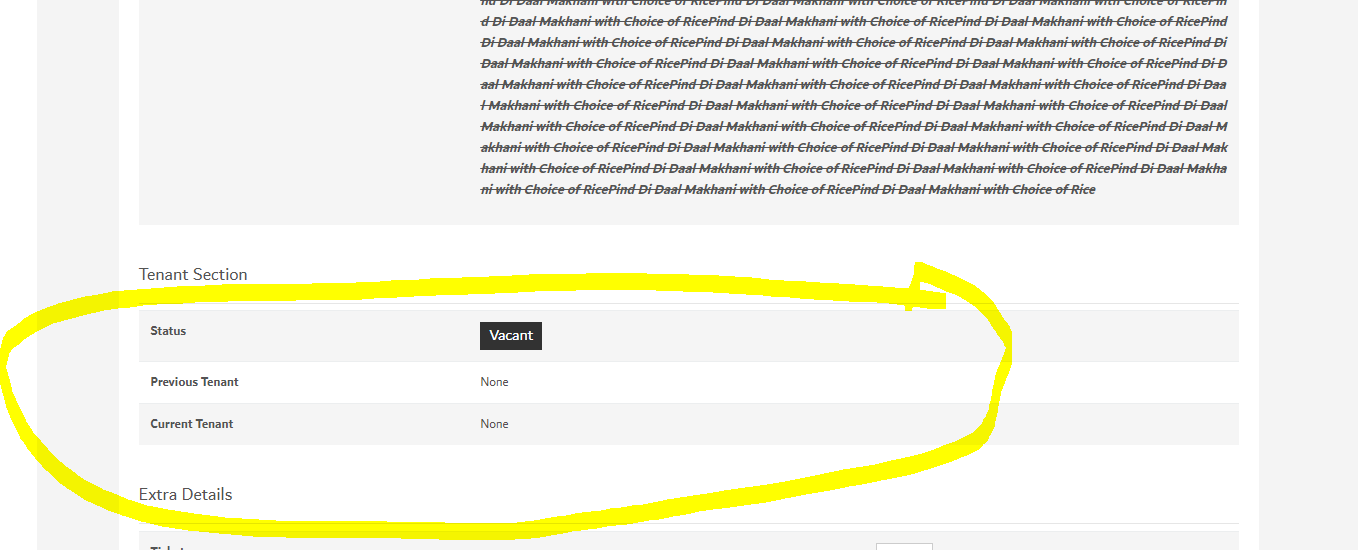 nd Di Daal Makhani with Choice of RicePind Di Daal Makhani with Choice of RicePind Di Daal Makhani with Choice of RicePin
d Di Daal Makhani with Choice of RicePind Di Daal Makhani with Choice of RicePind Di Daal Makhani with Choice of RicePind
Di Daal Makhani with Choice of RicePind Di Daal Makhani with Choice of RicePind Di Daal Makhani with Choice of RicePind Di
Daal Makhani with Choice of RicePind Di Daal Makhani with Choice of RicePind Di Daal Makhani with Choice of RicePind Di D
aal Makhani with Choice of RicePind Di Daal Makhani with Choice of RicePind Di Daal Makhani with Choice of RicePind Di Daa
l Makhani with Choice of RicePind Di Daal Makhani with Choice of RicePind Di Daal Makhani with Choice of RicePind Di Daal
Makhani with Choice of RicePind Di Daal Makhani with Choice of RicePind Di Daal Makhani with Choice of RicePind Di Daal M
akhani with Choice of RicePind Di Daal Makhani with Choice of RicePind Di Daal Makhani with Choice of RicePind Di Daal Mak
hani with Choice of RicePind Di Daal Makhani with Choice of RicePind Di Daal Makhani with Choice of RicePind Di Daal Makha
ni with Choice of RicePind Di Daal Makhani with Choice of RicePind Di Daal Makhani with Choice of Rice
Tenant Section
Status Vacant
Previous Tenant None
Current Tenant None
Extra Details